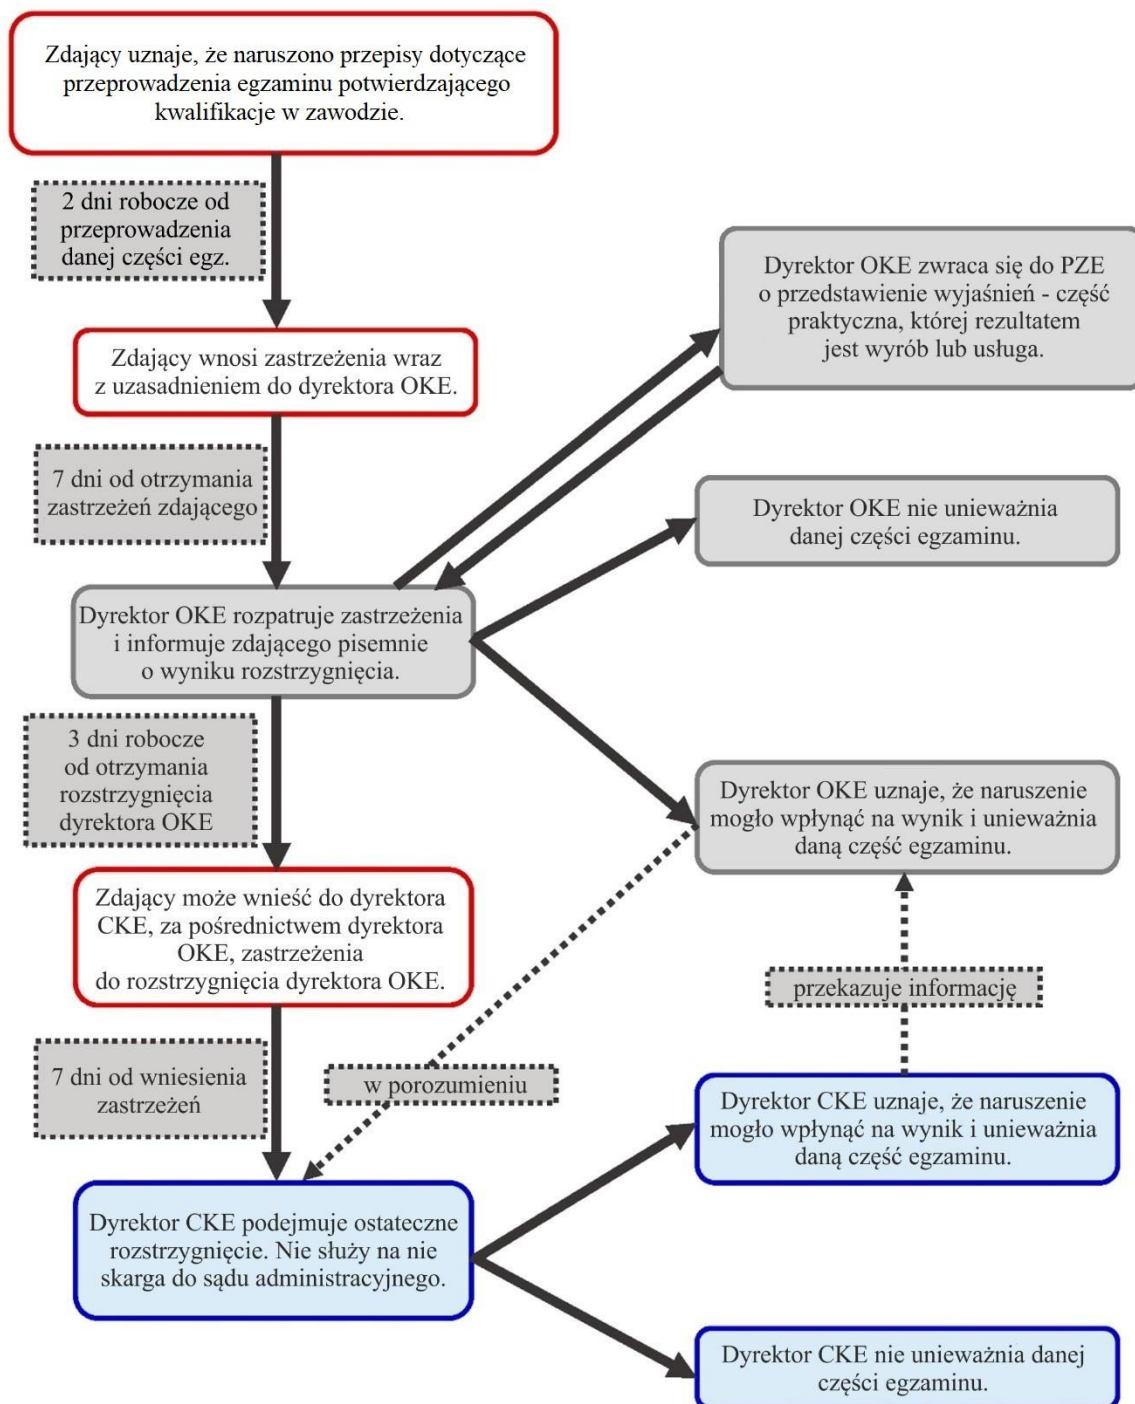 Zdający uznaje, że naruszono przepisy dotyczące
przeprowadzenia egzaminu potwierdzającego
kwalifikacje w zawodzie.
2 dni robocze od
przeprowadzenia
danej części egz.
Dyrektor OKE zwraca się do PZE
o przedstawienie wyjaśnień - część
praktyczna, której rezultatem
jest wyrób lub usługa.
Zdający wnosi zastrzeżenia wraz
z uzasadnieniem do dyrektora OKE.
7 dni od otrzymania
zastrzeżeń zdającego
Dyrektor OKE nie unieważnia
danej części egzaminu.
Dyrektor OKE rozpatruje zastrzeżenia
i informuje zdającego pisemnie
o wyniku rozstrzygnięcia.
3 dni robocze
od otrzymania
rozstrzygnięcia
dyrektora OKE
Dyrektor OKE uznaje, że naruszenie
mogło wpłynąć na wynik i unieważnia
daną część egzaminu.
Zdający może wnieść do dyrektora
CKE, za pośrednictwem dyrektora
OKE, zastrzeżenia
do rozstrzygnięcia dyrektora OKE.
przekazuje informację
7 dni od wniesienia
zastrzeżeń
w porozumieniu
Dyrektor CKE uznaje, że naruszenie
mogło wpłynąć na wynik i unieważnia
daną część egzaminu.
Dyrektor CKE podejmuje ostateczne
rozstrzygnięcie. Nie służy na nie
skarga do sądu administracyjnego.
Dyrektor CKE nie unieważnia danej
części egzaminu.